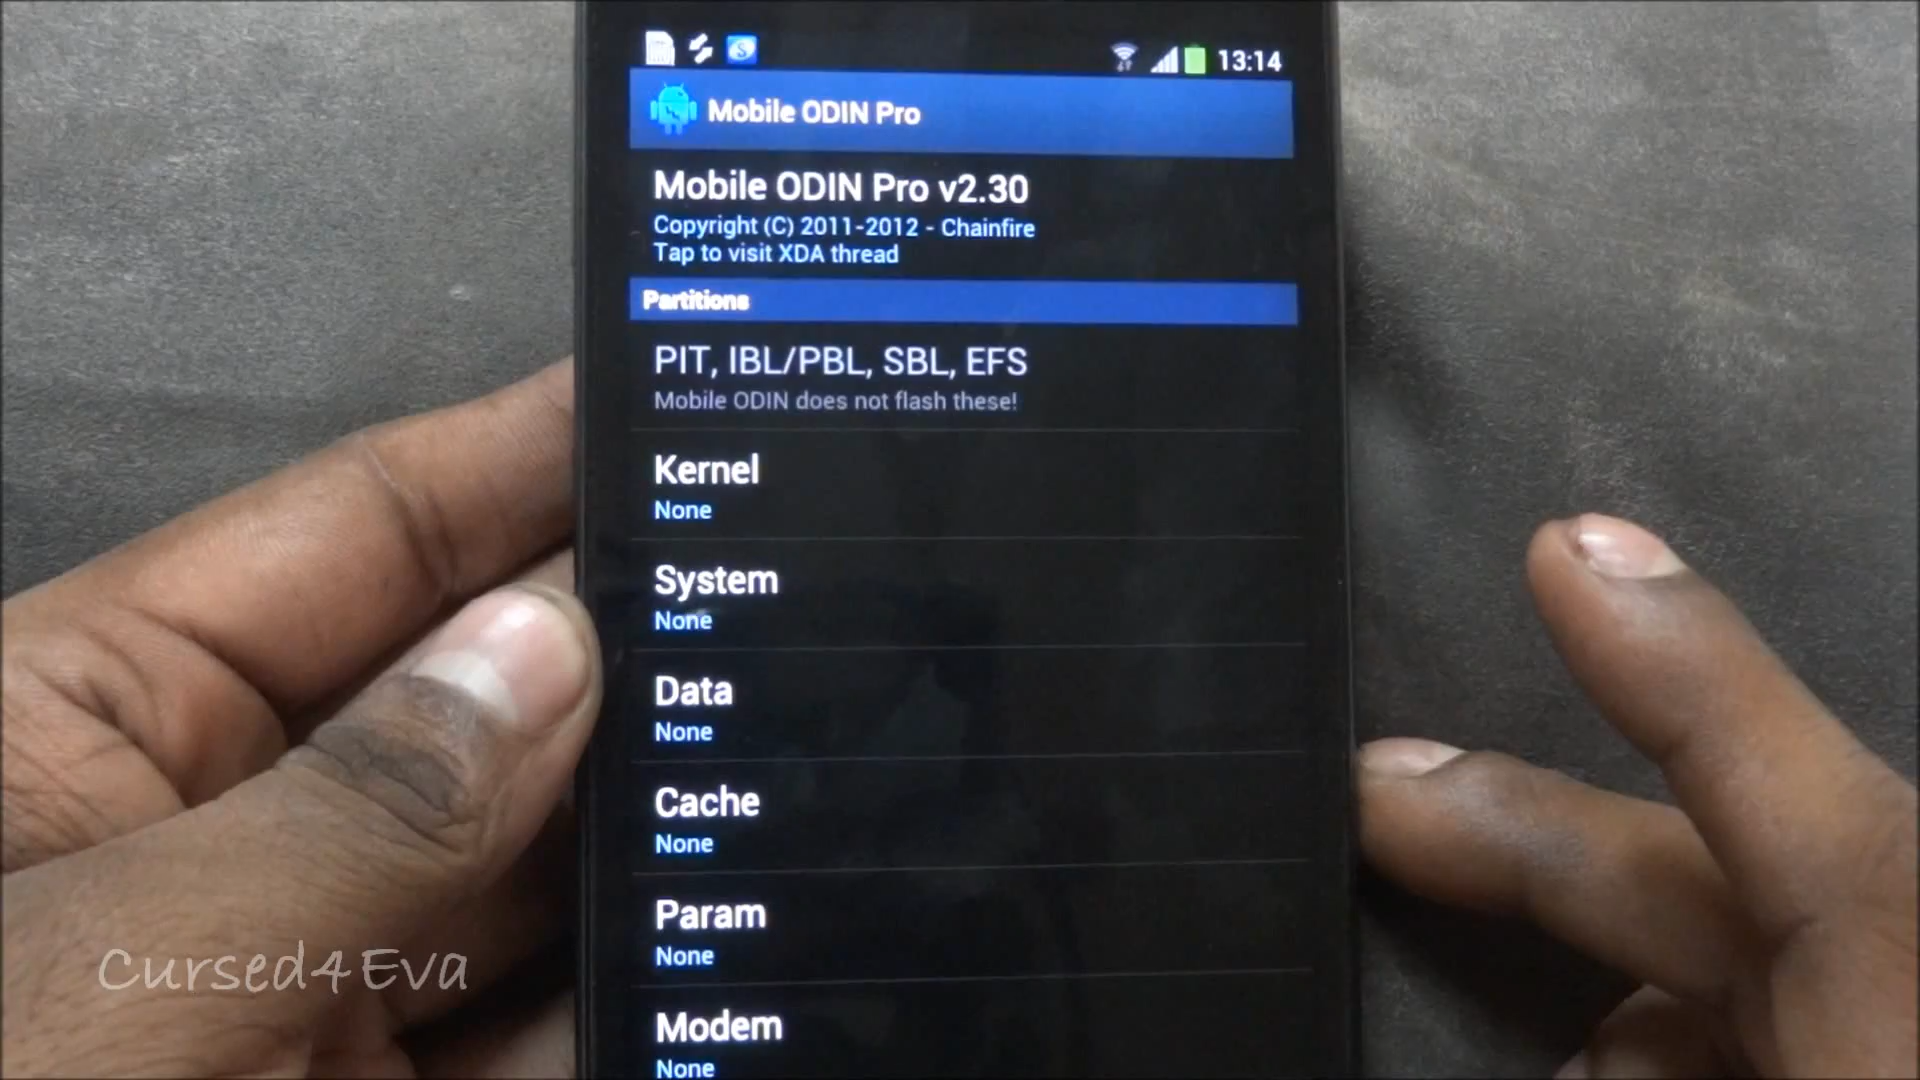 13:14
Mobile ODIN Pro
Mobile ODIN Pro v2.30
Copyright (C) 2011-2012 - Chainfire
Tap to visit XDA thread
Partitions
PIT, IBL/PBL, SBL, EFS
Mobile ODIN does not flash these!
Kernel
None
System
None
Data
None
Cache
None
Param
None
Modem
None
Cursed4Eva